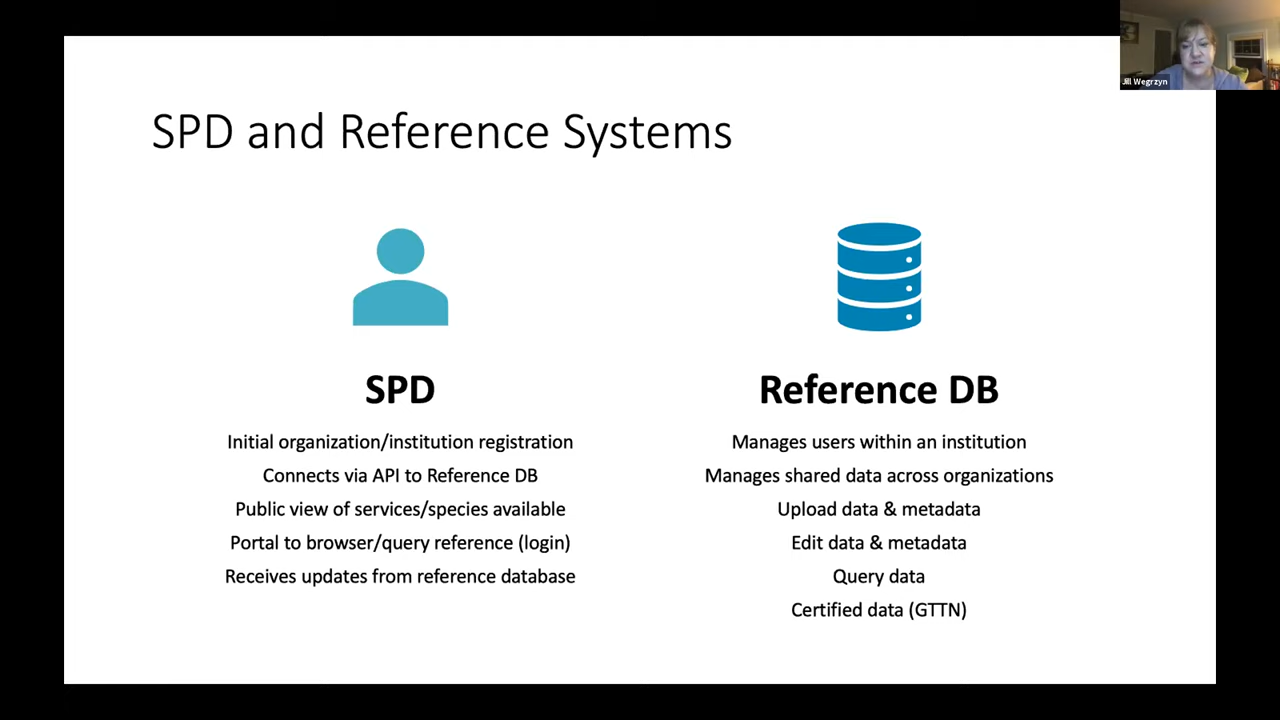 Jill Wegrzyn
SPD and Reference Systems
SPD
Initial organization/institution registration
Connects via API to Reference DB
Public view of services/species available
Portal to browser/query reference (login)
Receives updates from reference database
Reference DB
Manages users within an institution
Manages shared data across organizations
Upload data & metadata
Edit data & metadata
Query data
Certified data (GTTN)